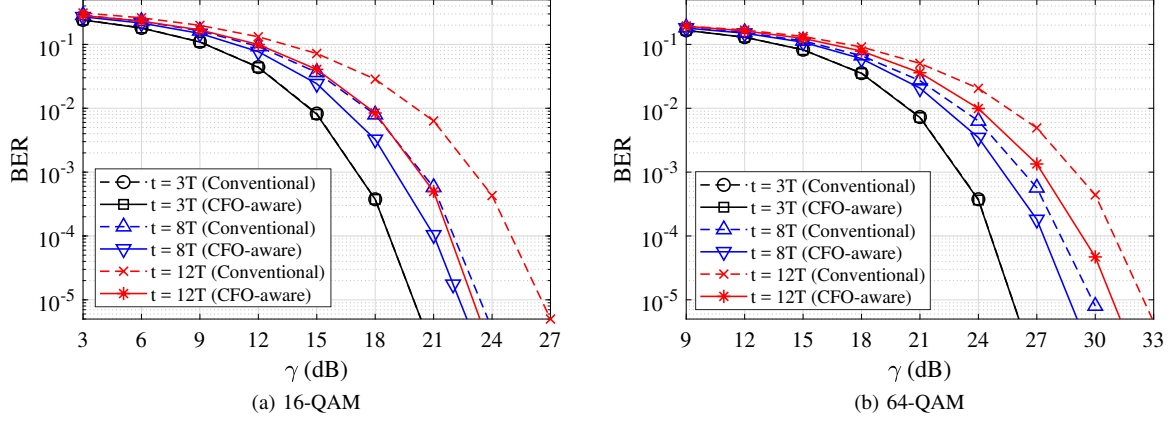 10^-1
10^-2
10^-3
10^-4
10^-5
BER
t = 3T (Conventional)
t = 3T (CFO-aware)
t = 8T (Conventional)
t = 8T (CFO-aware)
t = 12T (Conventional)
t = 12T (CFO-aware)
3 6 9 12 15 18 21 24 27
γ (dB)
(a) 16-QAM
10^-1
10^-2
10^-3
10^-4
10^-5
BER
t = 3T (Conventional)
t = 3T (CFO-aware)
t = 8T (Conventional)
t = 8T (CFO-aware)
t = 12T (Conventional)
t = 12T (CFO-aware)
9 12 15 18 21 24 27 30 33
γ (dB)
(b) 64-QAM